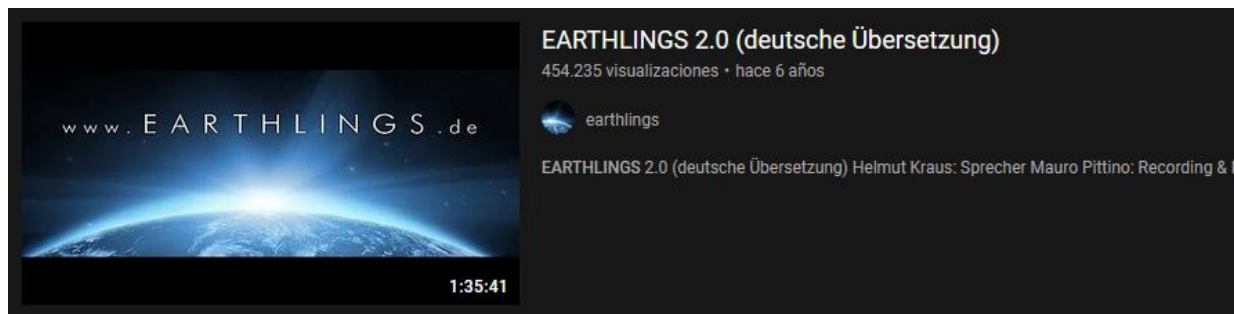 www.EARTHLINGS.de
1:35:41
EARTHLINGS 2.0 (deutsche Übersetzung)
454.235 visualizaciones • hace 6 años
earthlings
EARTHLINGS 2.0 (deutsche Übersetzung) Helmut Kraus: Sprecher Mauro Pittino: Recording &